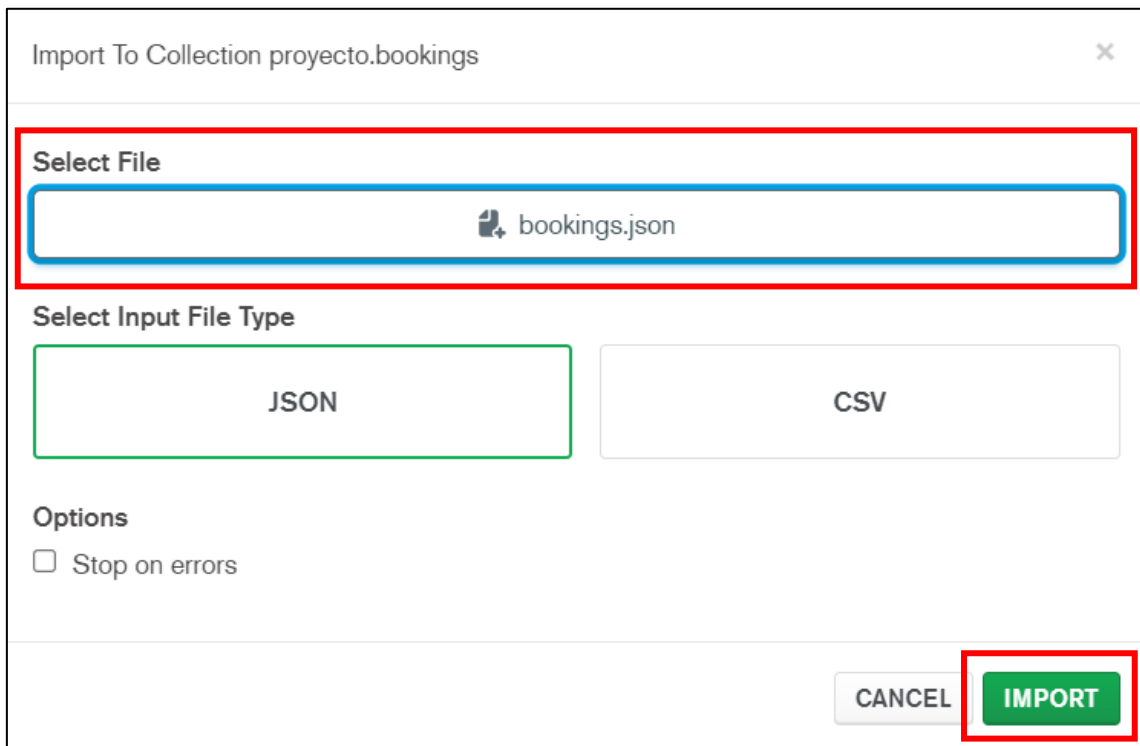 Import To Collection proyecto.bookings
Select File
bookings.json
Select Input File Type
JSON CSV
Options
Stop on errors
CANCEL IMPORT